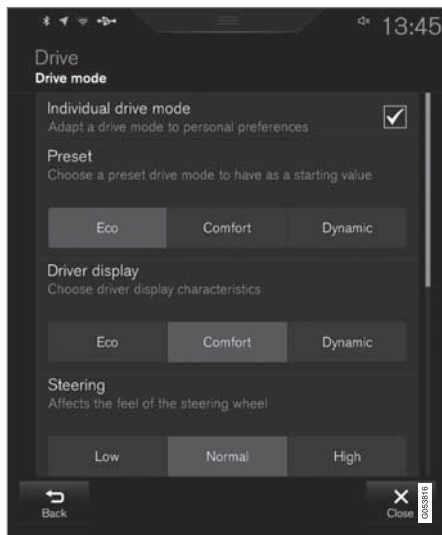 13:45
Drive
Drive mode
Individual drive mode
Adapt a drive mode to personal preferences
Preset
Choose a preset drive mode to have as a starting value
Eco Comfort Dynamic
Driver display
Choose driver display characteristics
Eco Comfort Dynamic
Steering
Affects the feel of the steering wheel
Low Normal High
Back Close
G053816